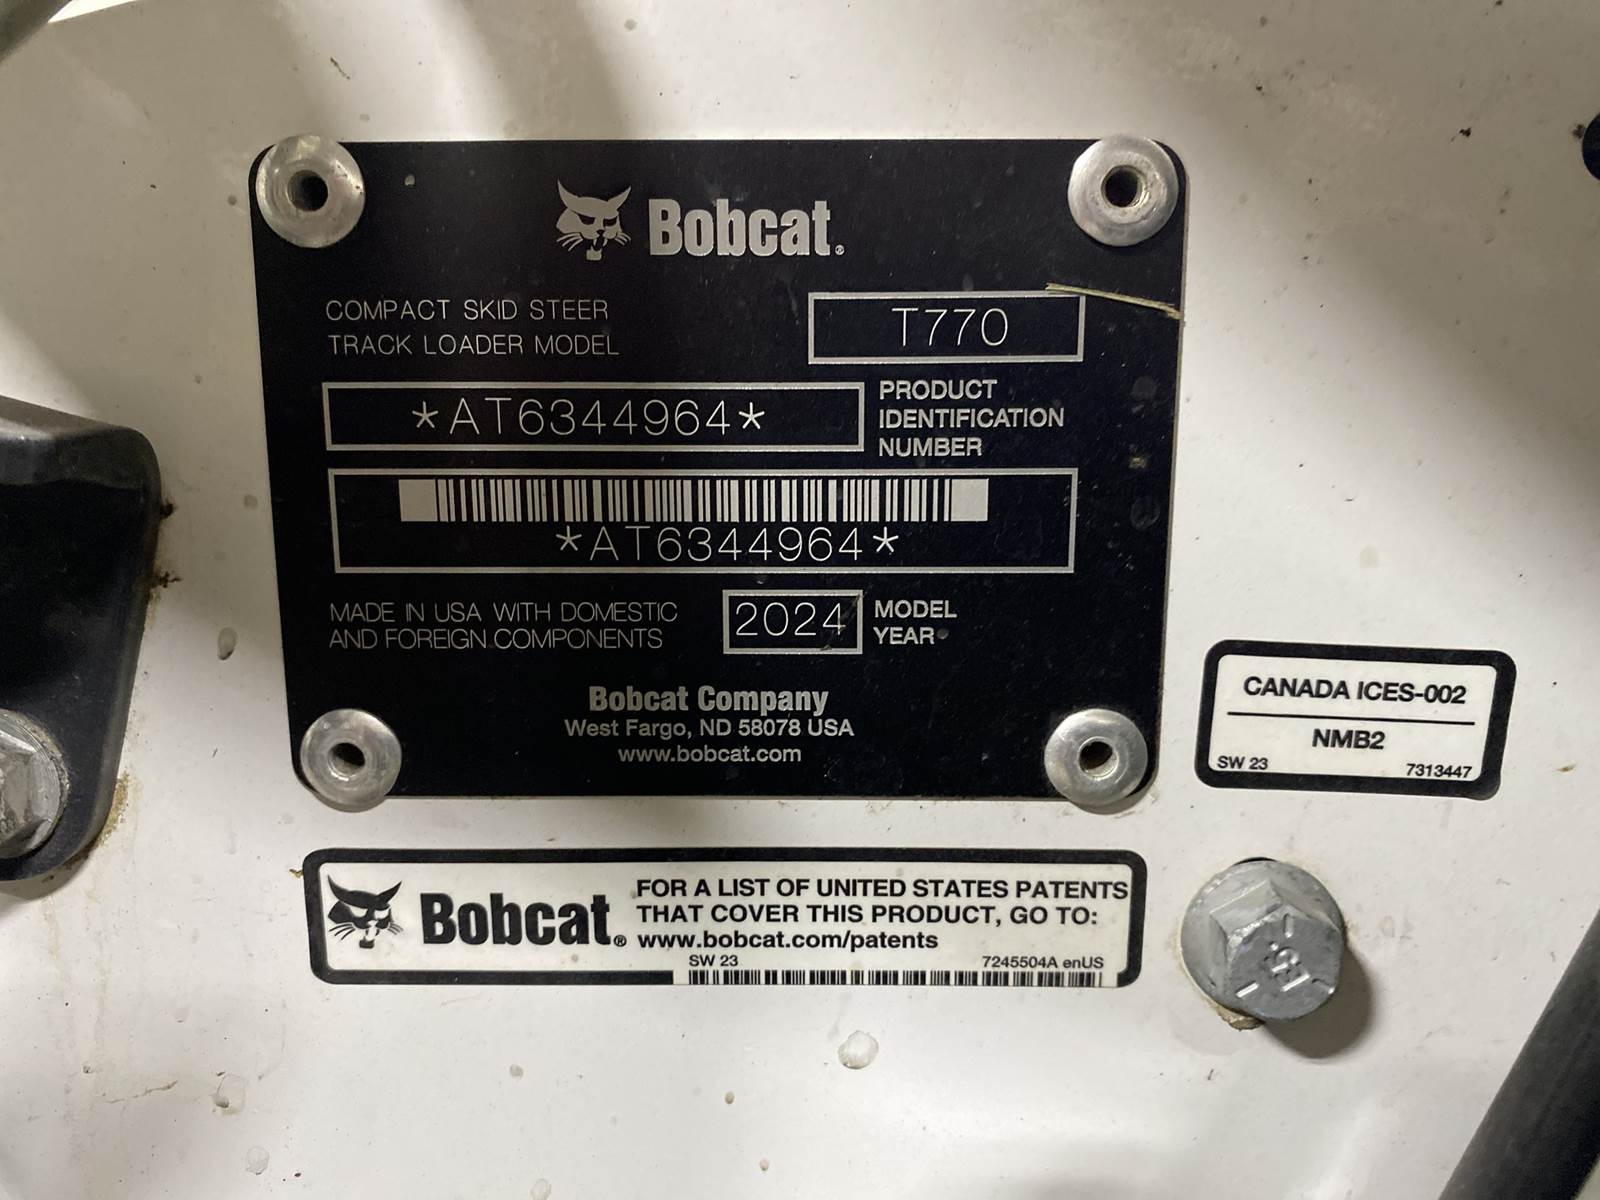 Bobcat®
COMPACT SKID STEER
TRACK LOADER MODEL
T770
*AT6344964*
PRODUCT
IDENTIFICATION
NUMBER
*AT6344964*
MADE IN USA WITH DOMESTIC
AND FOREIGN COMPONENTS
2024
MODEL
YEAR
Bobcat Company
West Fargo, ND 58078 USA
www.bobcat.com
CANADA ICES-002
NMB2
SW 23 7313447
Bobcat®
FOR A LIST OF UNITED STATES PATENTS
THAT COVER THIS PRODUCT, GO TO:
www.bobcat.com/patents
SW 23 7245504A enUS